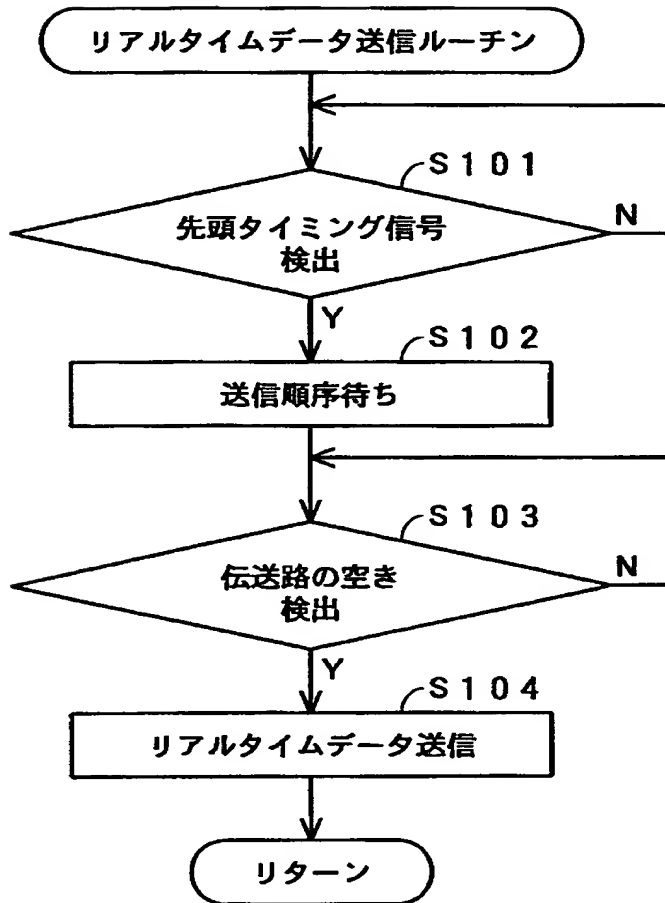 リアルタイムデータ送信ルーチン
S101
先頭タイミング信号
検出
N
Y
S102
送信順序待ち
S103
伝送路の空き
検出
N
Y
S104
リアルタイムデータ送信
リターン